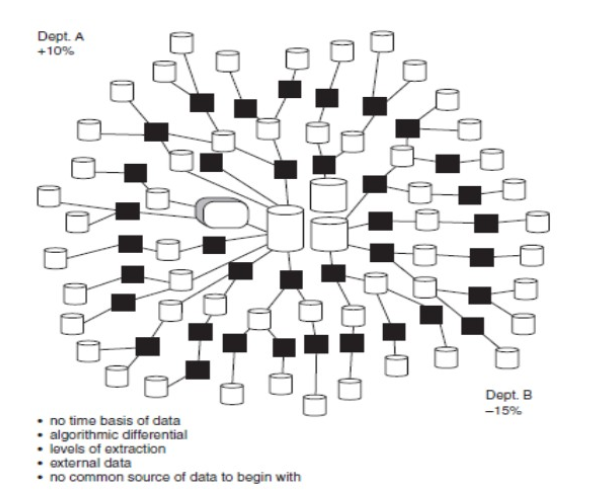 Dept. A
+10%
Dept. B
–15%
• no time basis of data
• algorithmic differential
• levels of extraction
• external data
• no common source of data to begin with